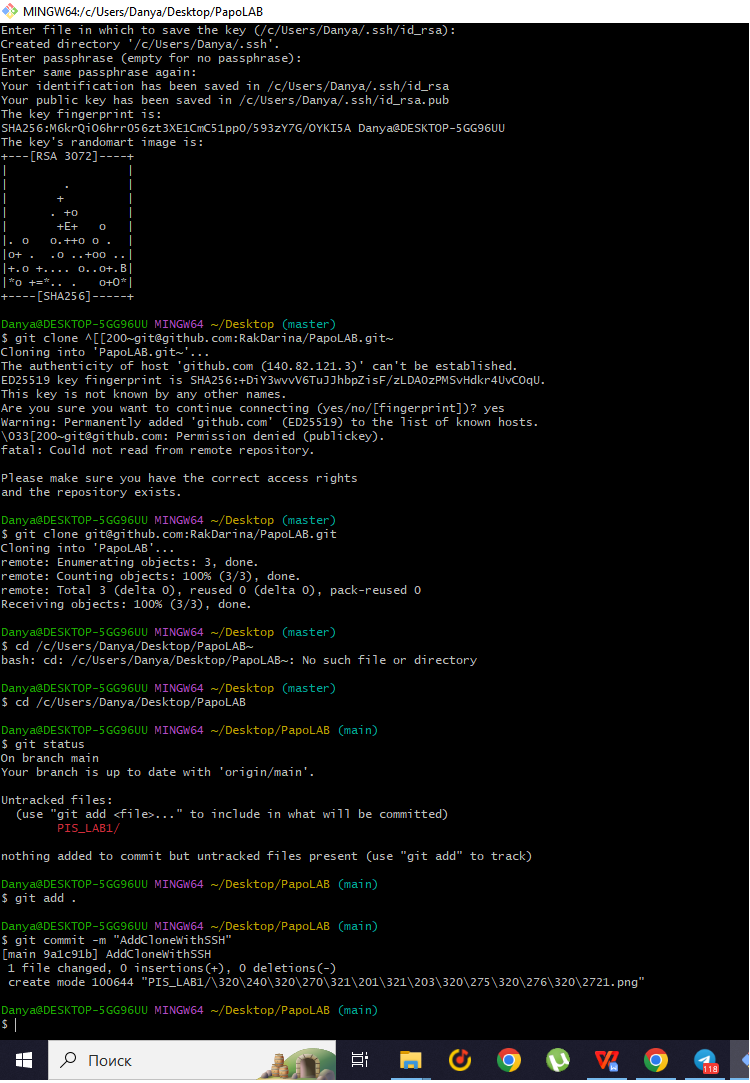 MINGW64:/c/Users/Danya/Desktop/PapoLAB
Enter file in which to save the key (/c/Users/Danya/.ssh/id_rsa):
Created directory '/c/Users/Danya/.ssh'.
Enter passphrase (empty for no passphrase):
Enter same passphrase again:
Your identification has been saved in /c/Users/Danya/.ssh/id_rsa
Your public key has been saved in /c/Users/Danya/.ssh/id_rsa.pub
The key fingerprint is:
SHA256:M6krQiO6hrrO56zt3XE1CmC51ppO/593zY7G/OYKI5A Danya@DESKTOP-5GG96UU
The key's randomart image is:
+---[RSA 3072]----+
|                 |
|        .        |
|       +         |
|      . +o       |
|       +E+   o   |
|. o   o.++o o .  |
|o+ .  .o ..+oo ..|
|+.o +.... o..o+.B|
|*o +=*.. .   o+O*|
+----[SHA256]-----+
Danya@DESKTOP-5GG96UU MINGW64 ~/Desktop (master)
$ git clone ^[[200~git@github.com:RakDarina/PapoLAB.git~
Cloning into 'PapoLAB.git~'...
The authenticity of host 'github.com (140.82.121.3)' can't be established.
ED25519 key fingerprint is SHA256:+DiY3wvvV6TuJJhbpZisF/zLDA0zPMSvHdkr4UvCOqU.
This key is not known by any other names.
Are you sure you want to continue connecting (yes/no/[fingerprint])? yes
Warning: Permanently added 'github.com' (ED25519) to the list of known hosts.
\033[200~git@github.com: Permission denied (publickey).
fatal: Could not read from remote repository.
Please make sure you have the correct access rights
and the repository exists.
Danya@DESKTOP-5GG96UU MINGW64 ~/Desktop (master)
$ git clone git@github.com:RakDarina/PapoLAB.git
Cloning into 'PapoLAB'...
remote: Enumerating objects: 3, done.
remote: Counting objects: 100% (3/3), done.
remote: Total 3 (delta 0), reused 0 (delta 0), pack-reused 0
Receiving objects: 100% (3/3), done.
Danya@DESKTOP-5GG96UU MINGW64 ~/Desktop (master)
$ cd /c/Users/Danya/Desktop/PapoLAB~
bash: cd: /c/Users/Danya/Desktop/PapoLAB~: No such file or directory
Danya@DESKTOP-5GG96UU MINGW64 ~/Desktop (master)
$ cd /c/Users/Danya/Desktop/PapoLAB
Danya@DESKTOP-5GG96UU MINGW64 ~/Desktop/PapoLAB (main)
$ git status
On branch main
Your branch is up to date with 'origin/main'.
Untracked files:
  (use "git add <file>..." to include in what will be committed)
        PIS_LAB1/
nothing added to commit but untracked files present (use "git add" to track)
Danya@DESKTOP-5GG96UU MINGW64 ~/Desktop/PapoLAB (main)
$ git add .
Danya@DESKTOP-5GG96UU MINGW64 ~/Desktop/PapoLAB (main)
$ git commit -m "AddCloneWithSSH"
[main 9a1c91b] AddCloneWithSSH
 1 file changed, 0 insertions(+), 0 deletions(-)
 create mode 100644 "PIS_LAB1/\320\240\320\270\321\201\321\203\320\275\320\276\320\2721.png"
Danya@DESKTOP-5GG96UU MINGW64 ~/Desktop/PapoLAB (main)
$
Поиск
118